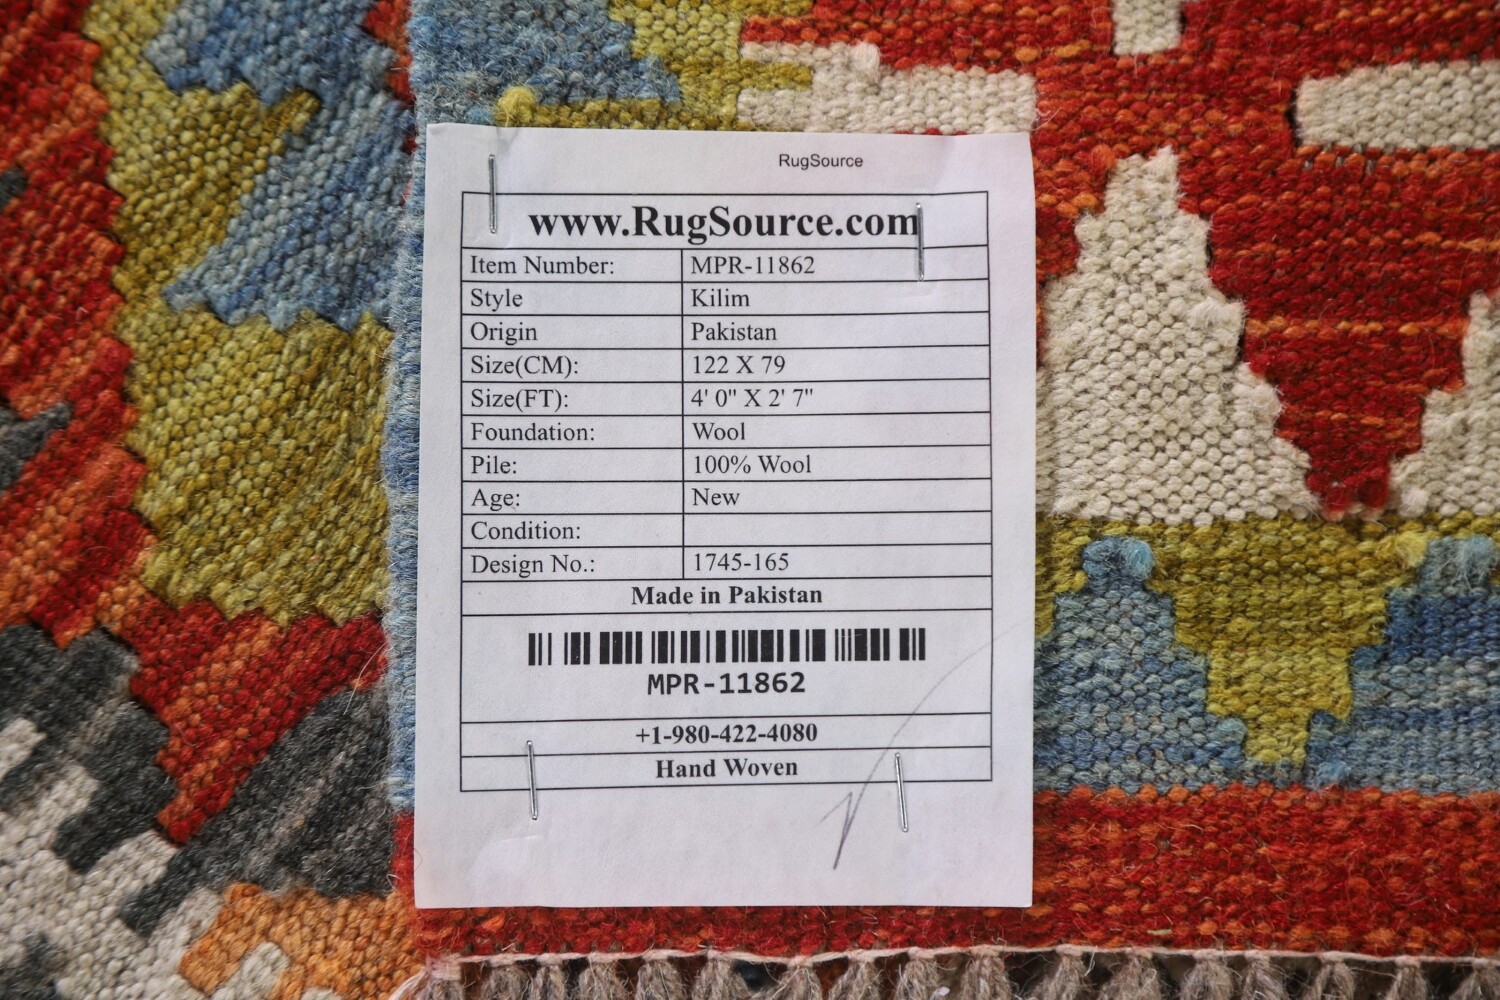 RugSource
www.RugSource.com
Item Number: MPR-11862
Style Kilim
Origin Pakistan
Size(CM): 122 X 79
Size(FT): 4' 0" X 2' 7"
Foundation: Wool
Pile: 100% Wool
Age: New
Condition:
Design No.: 1745-165
Made in Pakistan
MPR-11862
+1-980-422-4080
Hand Woven